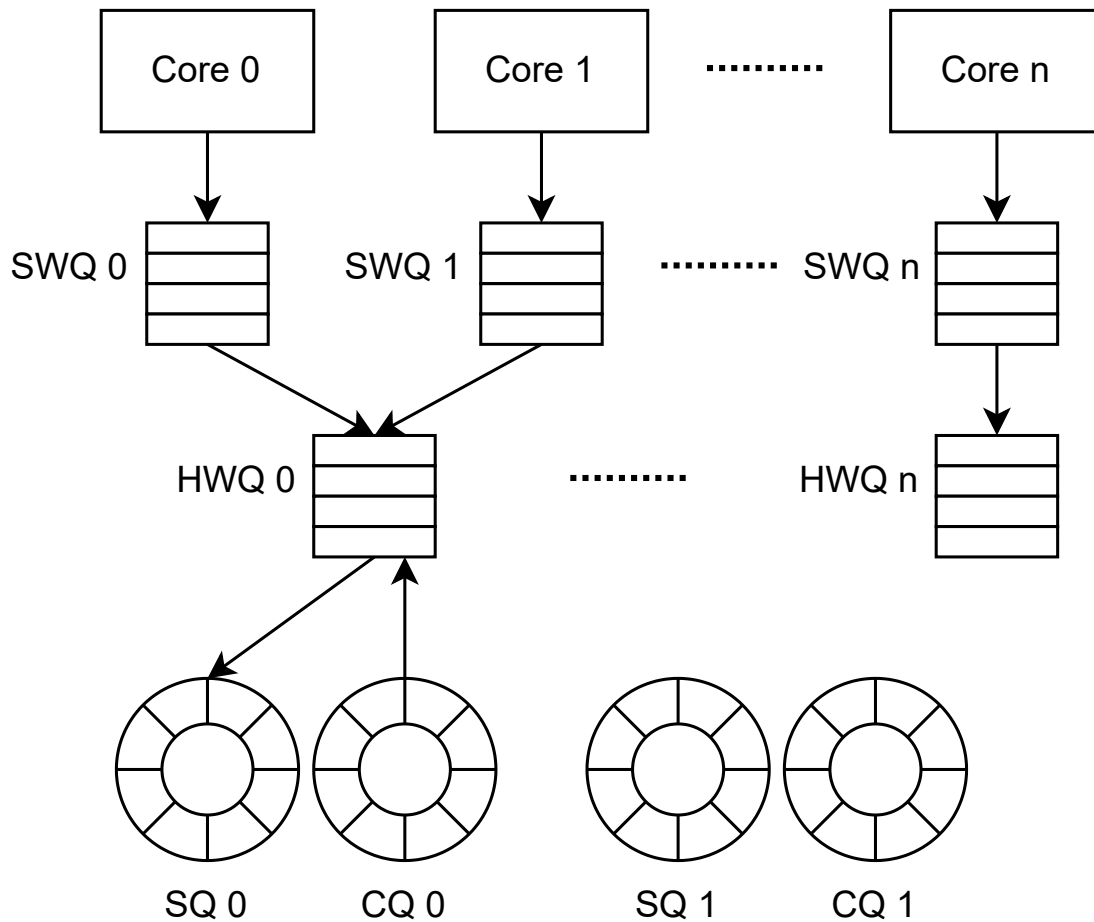 Core 0
Core 1
Core n
SWQ 0
SWQ 1
SWQ n
HWQ 0
HWQ n
SQ 0
CQ 0
SQ 1
CQ 1